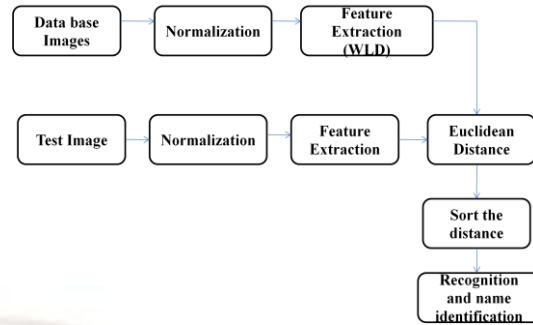 Data base
Images
Normalization
Feature
Extraction
(WLD)
Test Image
Normalization
Feature
Extraction
Euclidean
Distance
Sort the
distance
Recognition
and name
identification